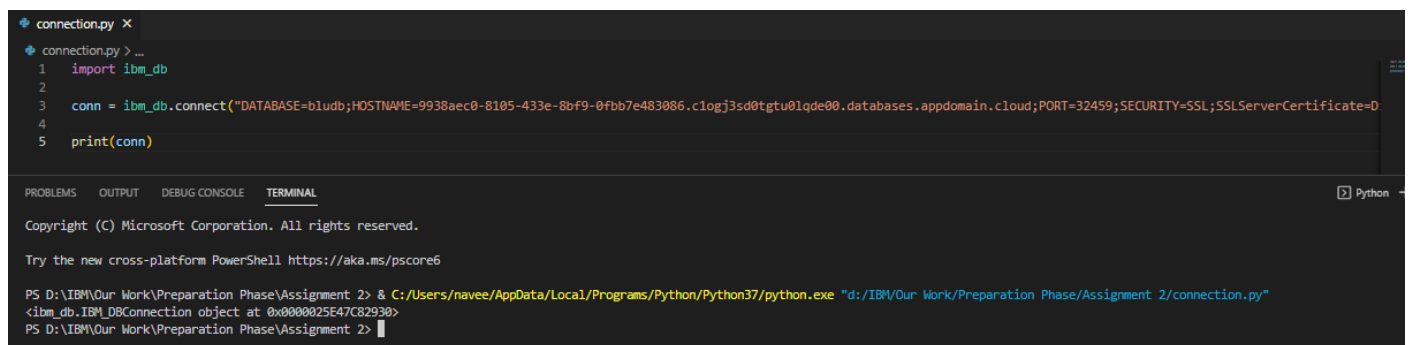 connection.py ×
connection.py > ...
1 import ibm_db
2
3 conn = ibm_db.connect("DATABASE=bludb;HOSTNAME=9938aec0-8105-433e-8bf9-0fbb7e483086.c1ogj3sd0tgtu0lqde00.databases.appdomain.cloud;PORT=32459;SECURITY=SSL;SSLServerCertificate=D
4
5 print(conn)
PROBLEMS OUTPUT DEBUG CONSOLE TERMINAL Python +
Copyright (C) Microsoft Corporation. All rights reserved.
Try the new cross-platform PowerShell https://aka.ms/pscore6
PS D:\IBM\Our Work\Preparation Phase\Assignment 2> & C:/Users/navee/AppData/Local/Programs/Python/Python37/python.exe "d:/IBM/Our Work/Preparation Phase/Assignment 2/connection.py"
<ibm_db.IBM_DBConnection object at 0x0000025E47C82930>
PS D:\IBM\Our Work\Preparation Phase\Assignment 2>